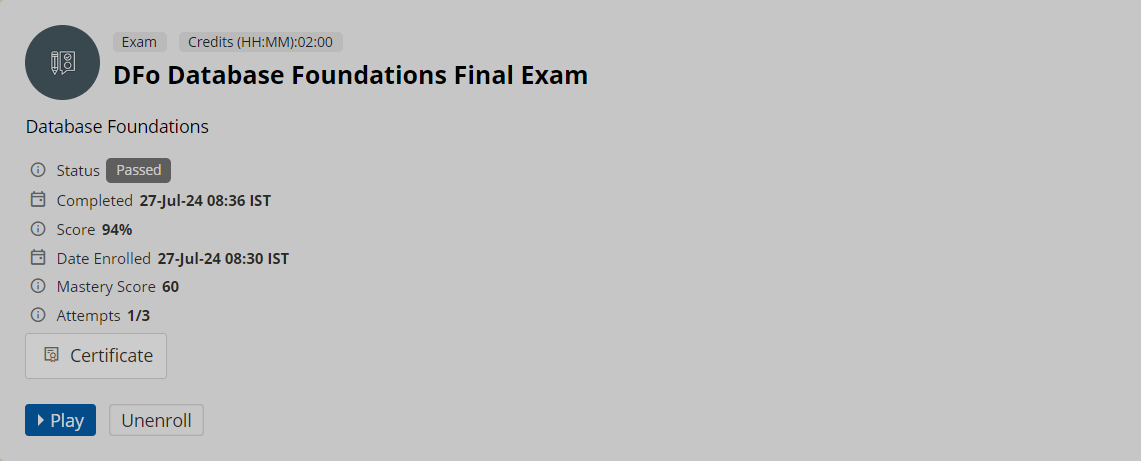 Exam Credits (HH:MM):02:00
DFo Database Foundations Final Exam
Database Foundations
Status Passed
Completed 27-Jul-24 08:36 IST
Score 94%
Date Enrolled 27-Jul-24 08:30 IST
Mastery Score 60
Attempts 1/3
Certificate
Play Unenroll